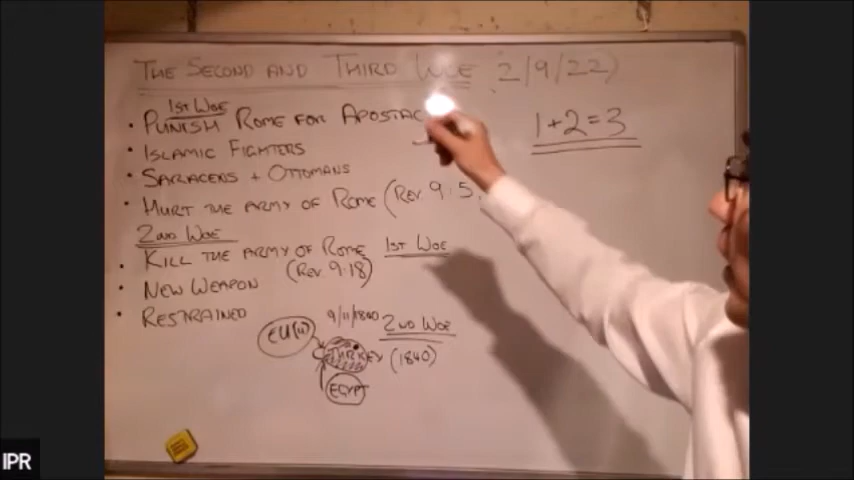 THE SECOND AND THIRD WOE (2/9/22)
1ST WOE
• PUNISH ROME FOR
• ISLAMIC FIGHTERS
• SARACENS + OTTOMANS
• HURT THE ARMY OF ROME (REV. 9:5,
1+2=3
2ND WOE
• KILL THE ARMY OF ROME 1ST WOE
(REV. 9:18)
• NEW WEAPON
• RESTRAINED
9/11/1840 2ND WOE
TURKEY (1840)
EGYPT
IPR